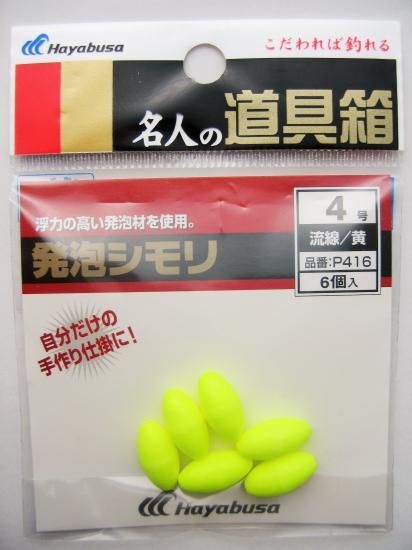 Hayabusa
こだわれば釣れる
名人の道具箱
浮力の高い発泡材を使用。
発泡シモリ
4号
流線/黄
品番:P416
6個入
自分だけの
手作り仕掛に!
Hayabusa